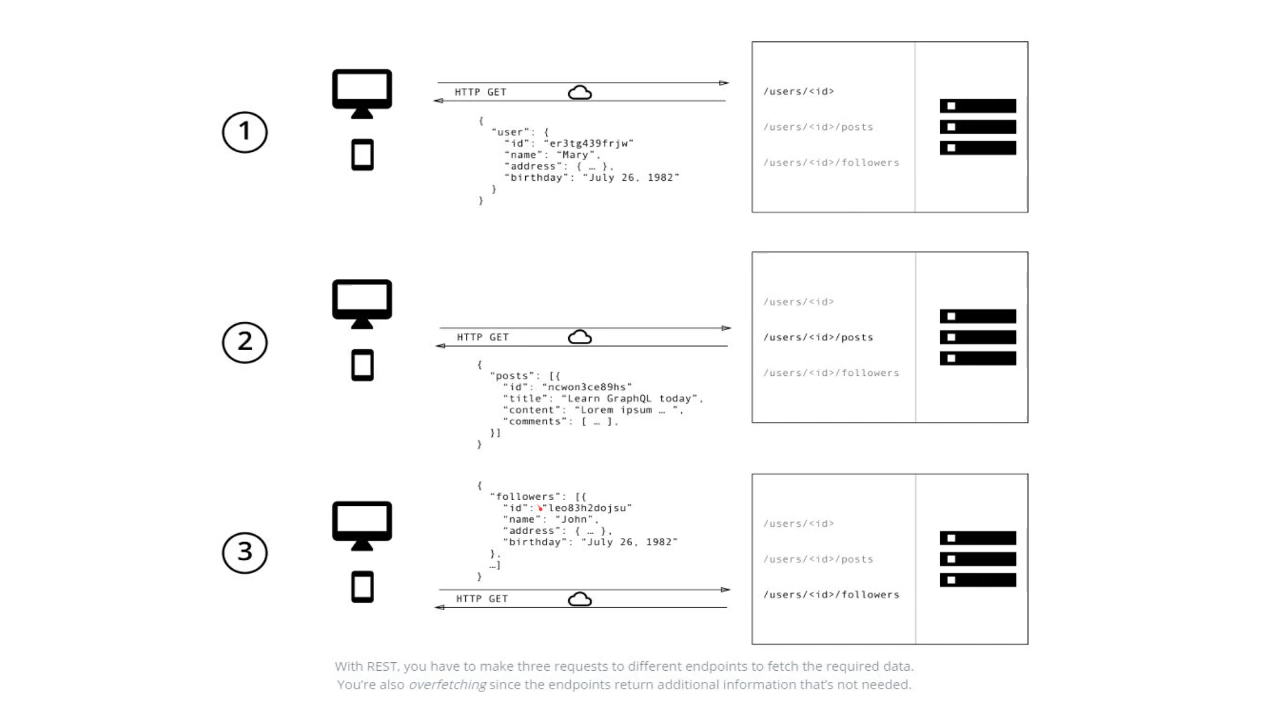 1
HTTP GET
{
"user": {
"id": "er3tg439frjw"
"name": "Mary",
"address": { … },
"birthday": "July 26, 1982"
}
}
/users/<id>
/users/<id>/posts
/users/<id>/followers
2
HTTP GET
{
"posts": [{
"id": "ncwon3ce89hs"
"title": "Learn GraphQL today",
"content": "Lorem ipsum … ",
"comments": [ … ],
}]
}
/users/<id>
/users/<id>/posts
/users/<id>/followers
3
{
"followers": [{
"id": "leo83h2dojsu"
"name": "John",
"address": { … },
"birthday": "July 26, 1982"
},
…]
}
HTTP GET
/users/<id>
/users/<id>/posts
/users/<id>/followers
With REST, you have to make three requests to different endpoints to fetch the required data.
You're also overfetching since the endpoints return additional information that's not needed.